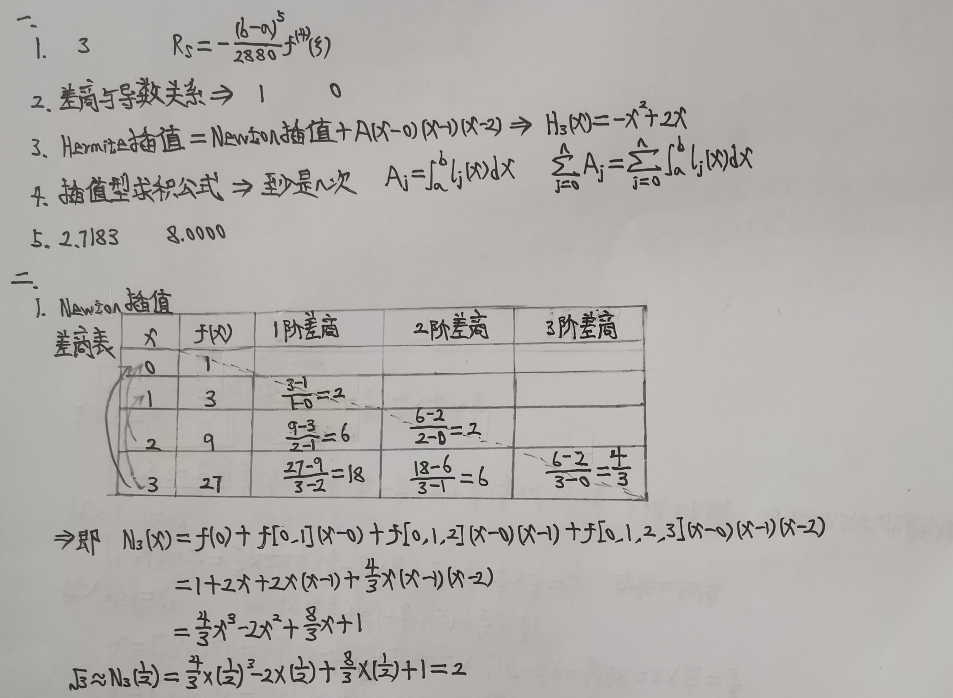 一.
1. 3 R_S=-\frac{(b-a)^5}{2880}f^{(4)}(ξ)
2. 差商与导数关系⇒ 1 0
3. Hermite插值=Newton插值+A(x-0)(x-1)(x-2)⇒ H_3(x)=-x^2+2x
4. 插值型求积公式⇒至少是n次 A_j=∫_a^b l_j(x)dx \sum_{j=0}^n A_j=\sum_{j=0}^n ∫_a^b l_j(x)dx
5. 2.7183 8.0000
二.
1. Newton插值
差商表 x f(x) 1阶差商 2阶差商 3阶差商
0 1
1 3 \frac{3-1}{1-0}=2
2 9 \frac{9-3}{2-1}=6 \frac{6-2}{2-0}=2
3 27 \frac{27-9}{3-2}=18 \frac{18-6}{3-1}=6 \frac{6-2}{3-0}=\frac{4}{3}
⇒即 N_3(x)=f(0)+f[0,1](x-0)+f[0,1,2](x-0)(x-1)+f[0,1,2,3](x-0)(x-1)(x-2)
=1+2x+2x(x-1)+\frac{4}{3}x(x-1)(x-2)
=\frac{4}{3}x^3-2x^2+\frac{8}{3}x+1
√3≈N_3(\frac{1}{2})=\frac{4}{3}×(\frac{1}{2})^3-2×(\frac{1}{2})+\frac{8}{3}×(\frac{1}{2})+1=2